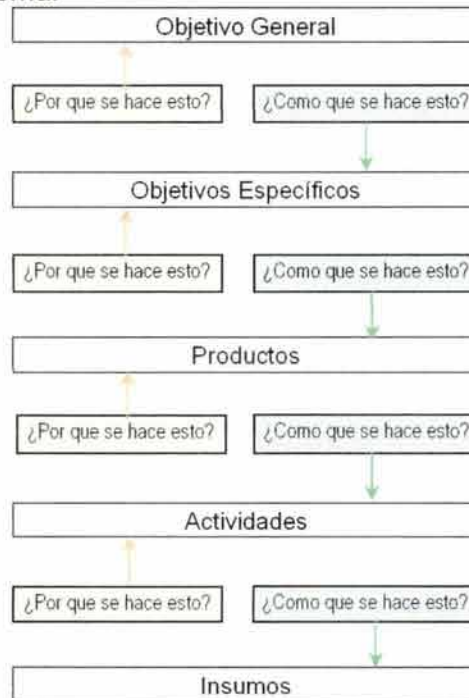 Objetivo General
¿Por que se hace esto? ¿Como que se hace esto?
Objetivos Específicos
¿Por que se hace esto? ¿Como que se hace esto?
Productos
¿Por que se hace esto? ¿Como que se hace esto?
Actividades
¿Por que se hace esto? ¿Como que se hace esto?
Insumos